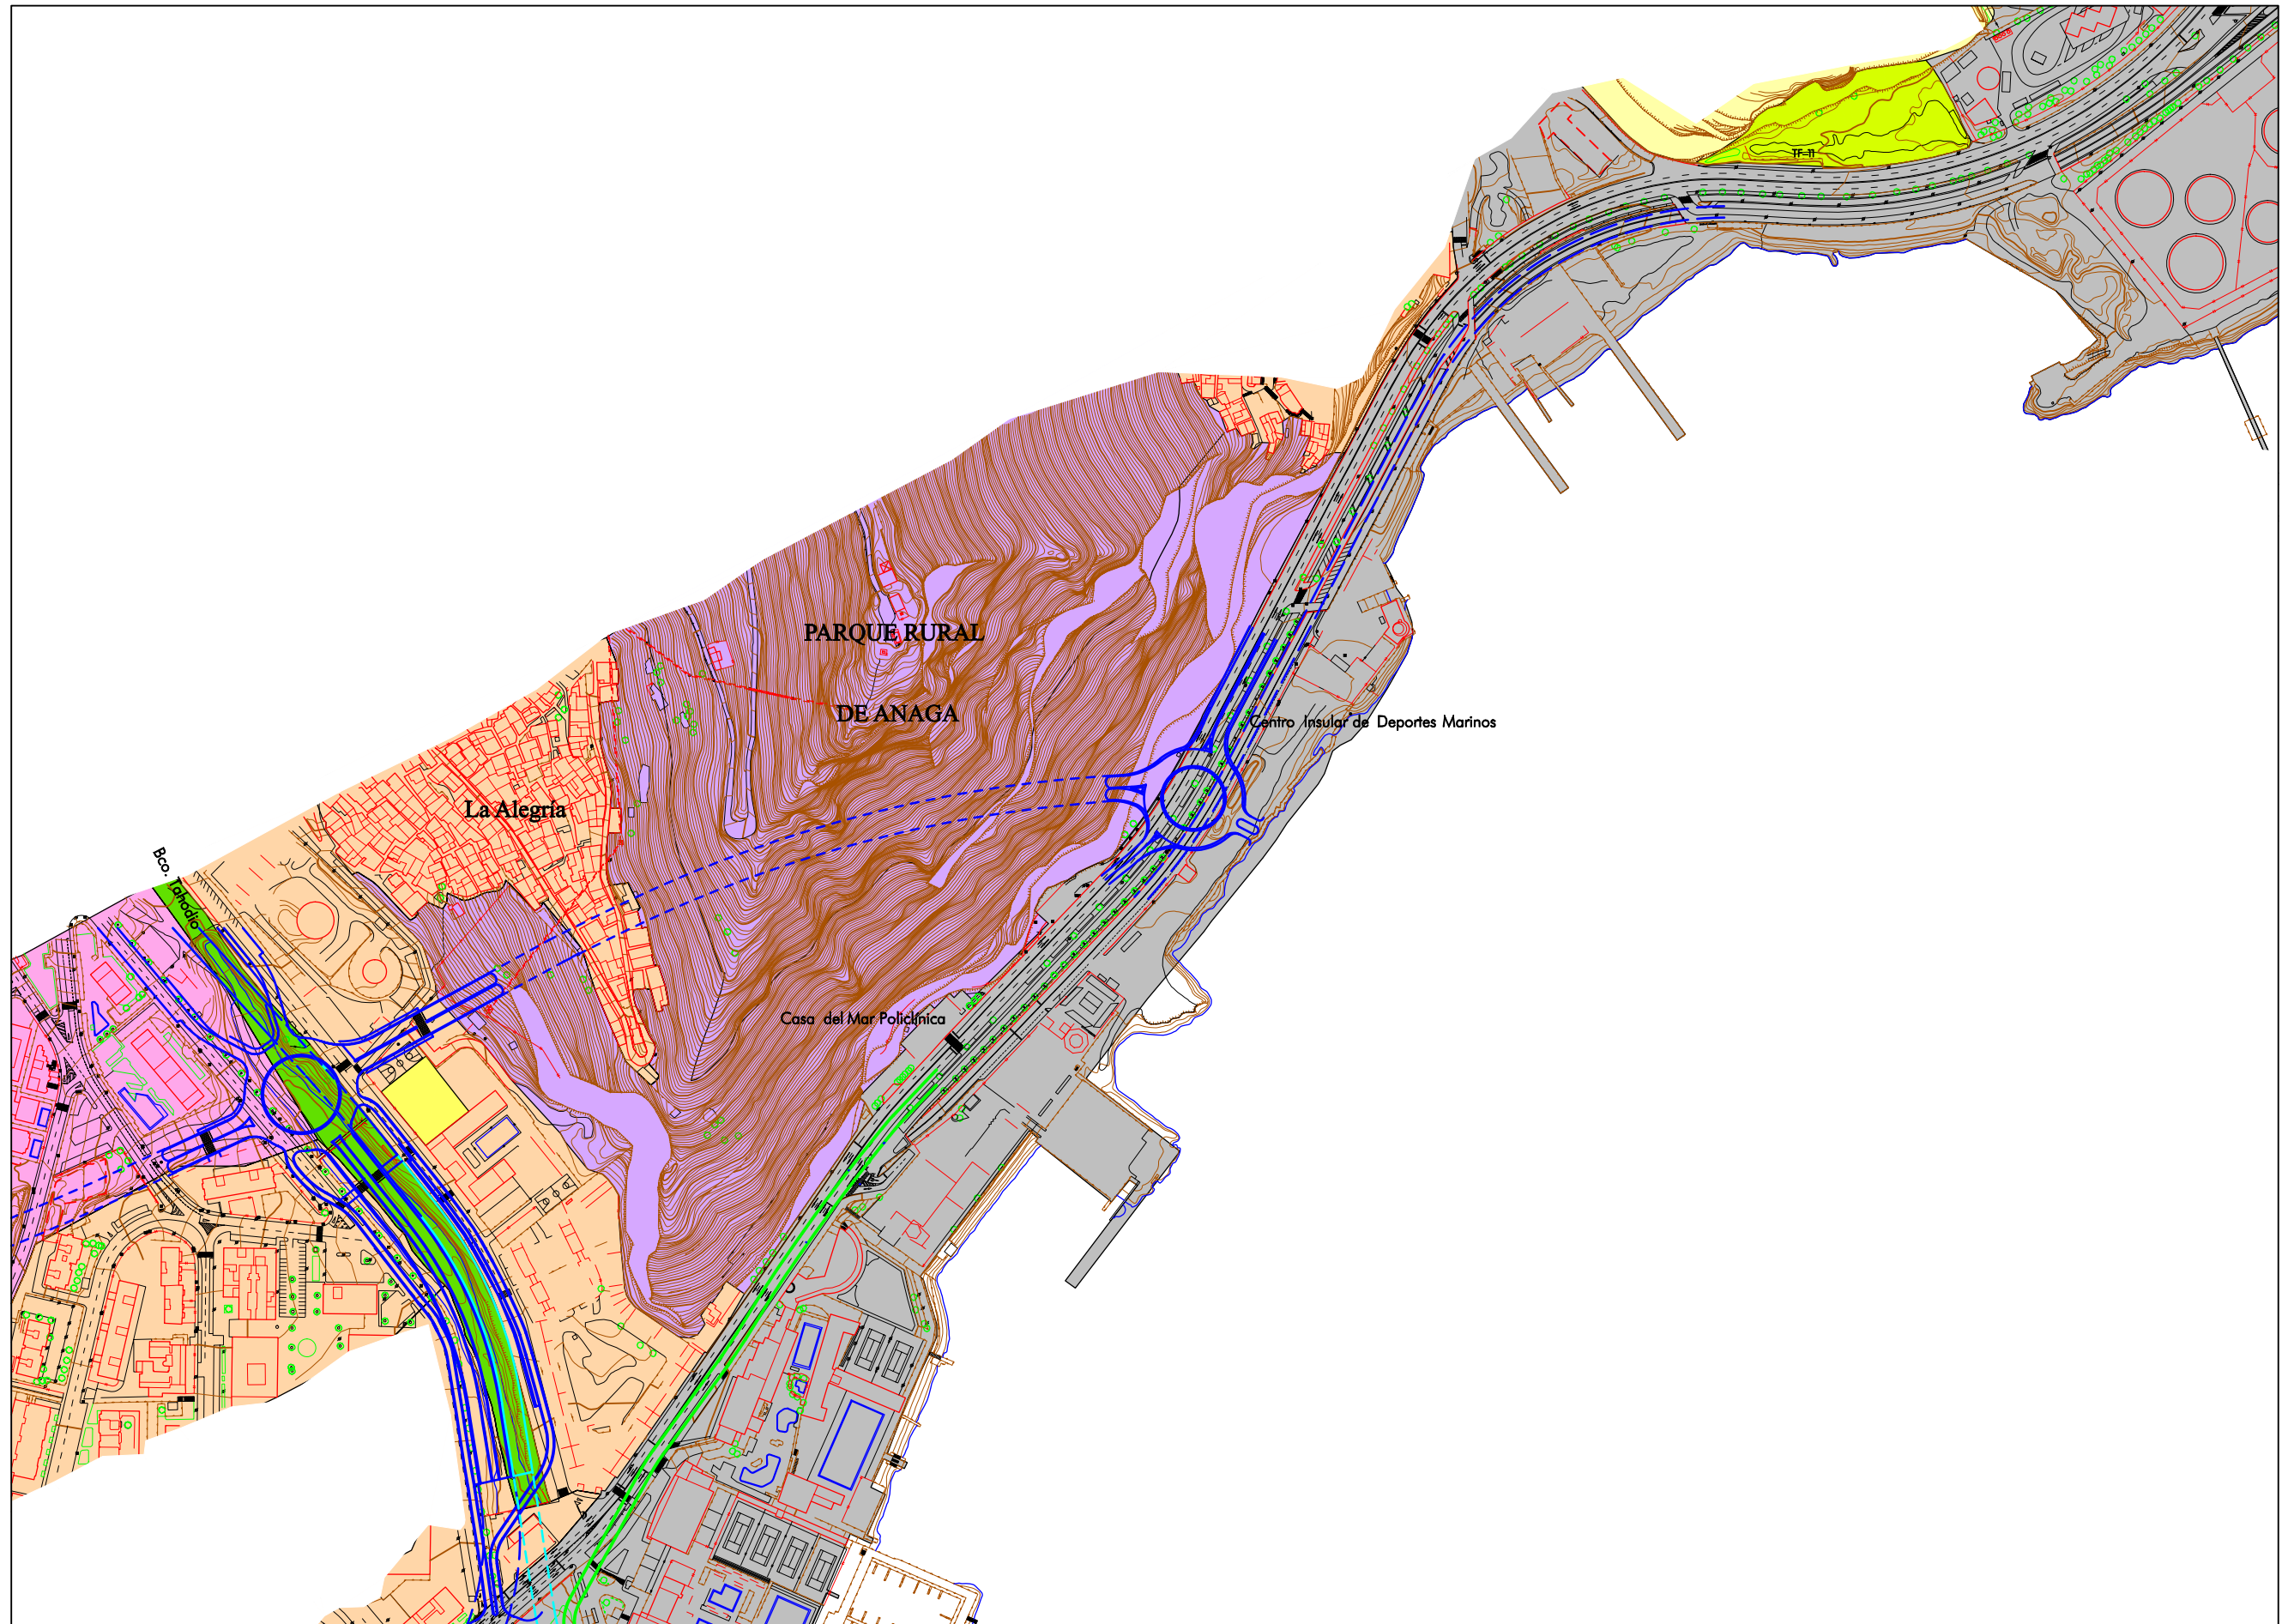 TF-11
PARQUE RURAL
DE ANAGA
Centro Insular de Deportes Marinos
La Alegría
Bco. Tahodio
Casa del Mar Policlínica